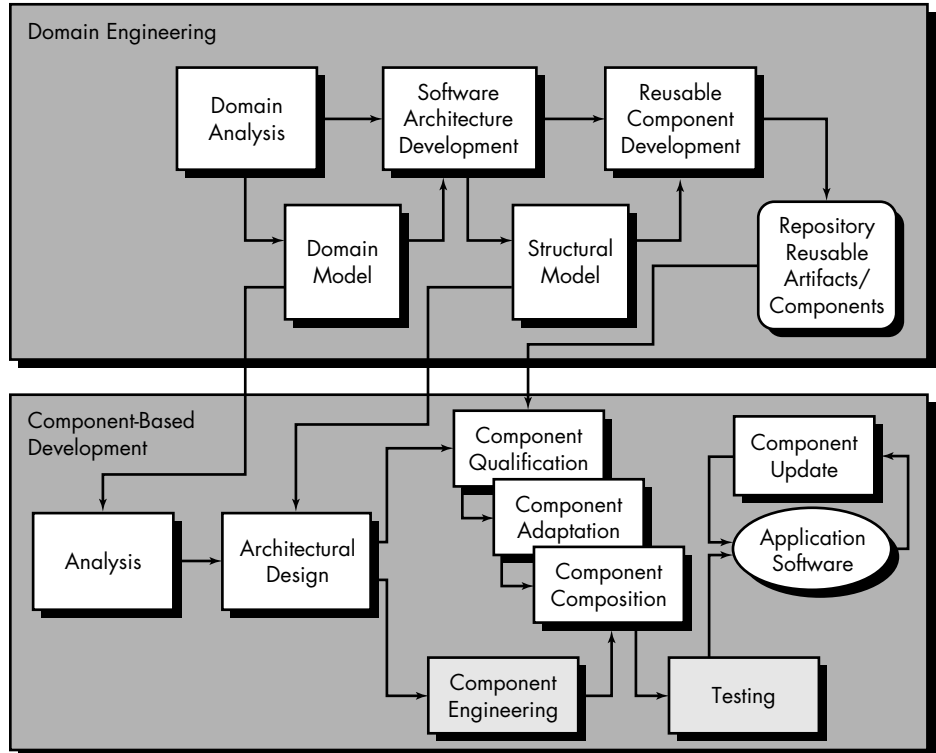 Domain Engineering
Domain
Analysis
Software
Architecture
Development
Reusable
Component
Development
Domain
Model
Structural
Model
Repository
Reusable
Artifacts/
Components
Component-Based
Development
Analysis
Architectural
Design
Component
Qualification
Component
Adaptation
Component
Composition
Component
Engineering
Testing
Component
Update
Application
Software